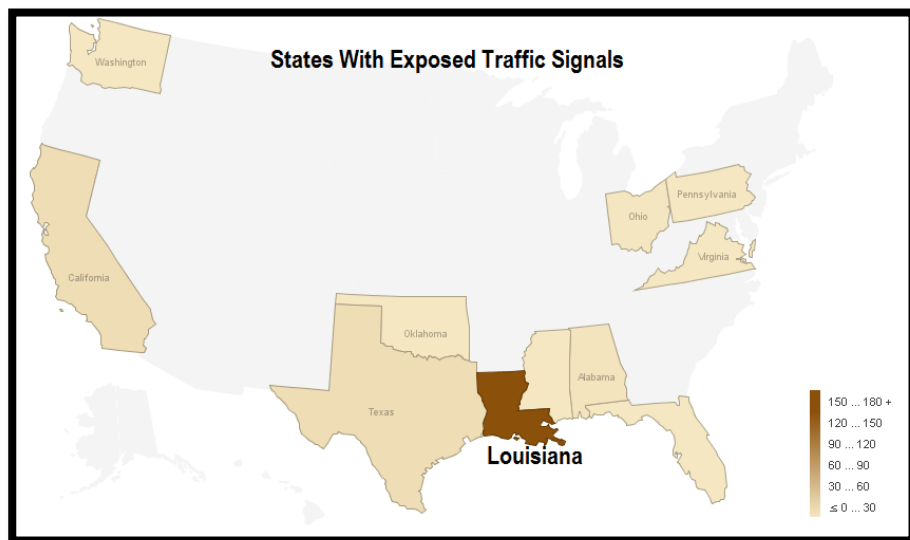 States With Exposed Traffic Signals
Washington
Pennsylvania
Ohio
Virginia
California
Oklahoma
Alabama
Texas
Louisiana
150 ... 180 +
120 ... 150
90 ... 120
60 ... 90
30 ... 60
≤ 0 ... 30